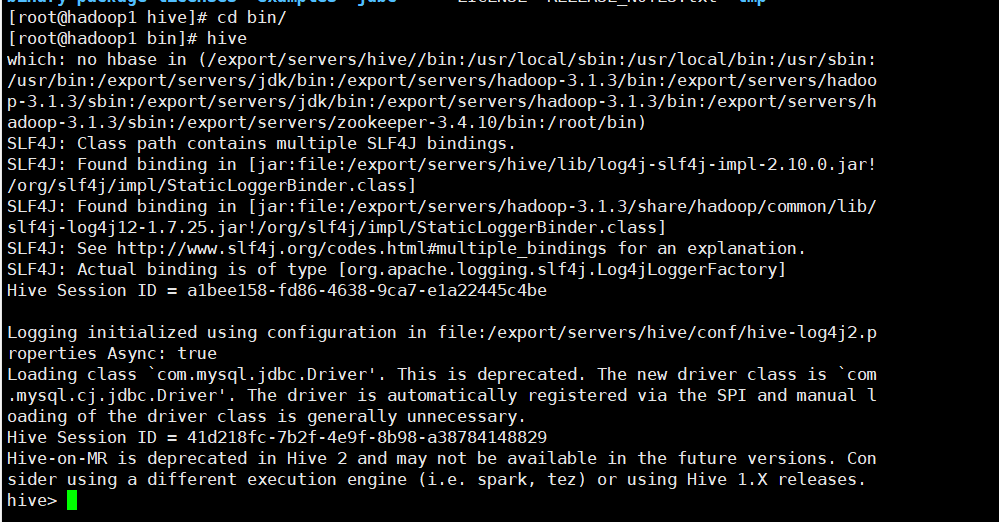 [root@hadoop1 hive]# cd bin/
[root@hadoop1 bin]# hive
which: no hbase in (/export/servers/hive//bin:/usr/local/sbin:/usr/local/bin:/usr/sbin:
/usr/bin:/export/servers/jdk/bin:/export/servers/hadoop-3.1.3/bin:/export/servers/hadoo
p-3.1.3/sbin:/export/servers/jdk/bin:/export/servers/hadoop-3.1.3/bin:/export/servers/h
adoop-3.1.3/sbin:/export/servers/zookeeper-3.4.10/bin:/root/bin)
SLF4J: Class path contains multiple SLF4J bindings.
SLF4J: Found binding in [jar:file:/export/servers/hive/lib/log4j-slf4j-impl-2.10.0.jar!
/org/slf4j/impl/StaticLoggerBinder.class]
SLF4J: Found binding in [jar:file:/export/servers/hadoop-3.1.3/share/hadoop/common/lib/
slf4j-log4j12-1.7.25.jar!/org/slf4j/impl/StaticLoggerBinder.class]
SLF4J: See http://www.slf4j.org/codes.html#multiple_bindings for an explanation.
SLF4J: Actual binding is of type [org.apache.logging.slf4j.Log4jLoggerFactory]
Hive Session ID = a1bee158-fd86-4638-9ca7-e1a22445c4be
Logging initialized using configuration in file:/export/servers/hive/conf/hive-log4j2.p
roperties Async: true
Loading class `com.mysql.jdbc.Driver'. This is deprecated. The new driver class is `com
.mysql.cj.jdbc.Driver'. The driver is automatically registered via the SPI and manual l
oading of the driver class is generally unnecessary.
Hive Session ID = 41d218fc-7b2f-4e9f-8b98-a38784148829
Hive-on-MR is deprecated in Hive 2 and may not be available in the future versions. Con
sider using a different execution engine (i.e. spark, tez) or using Hive 1.X releases.
hive>